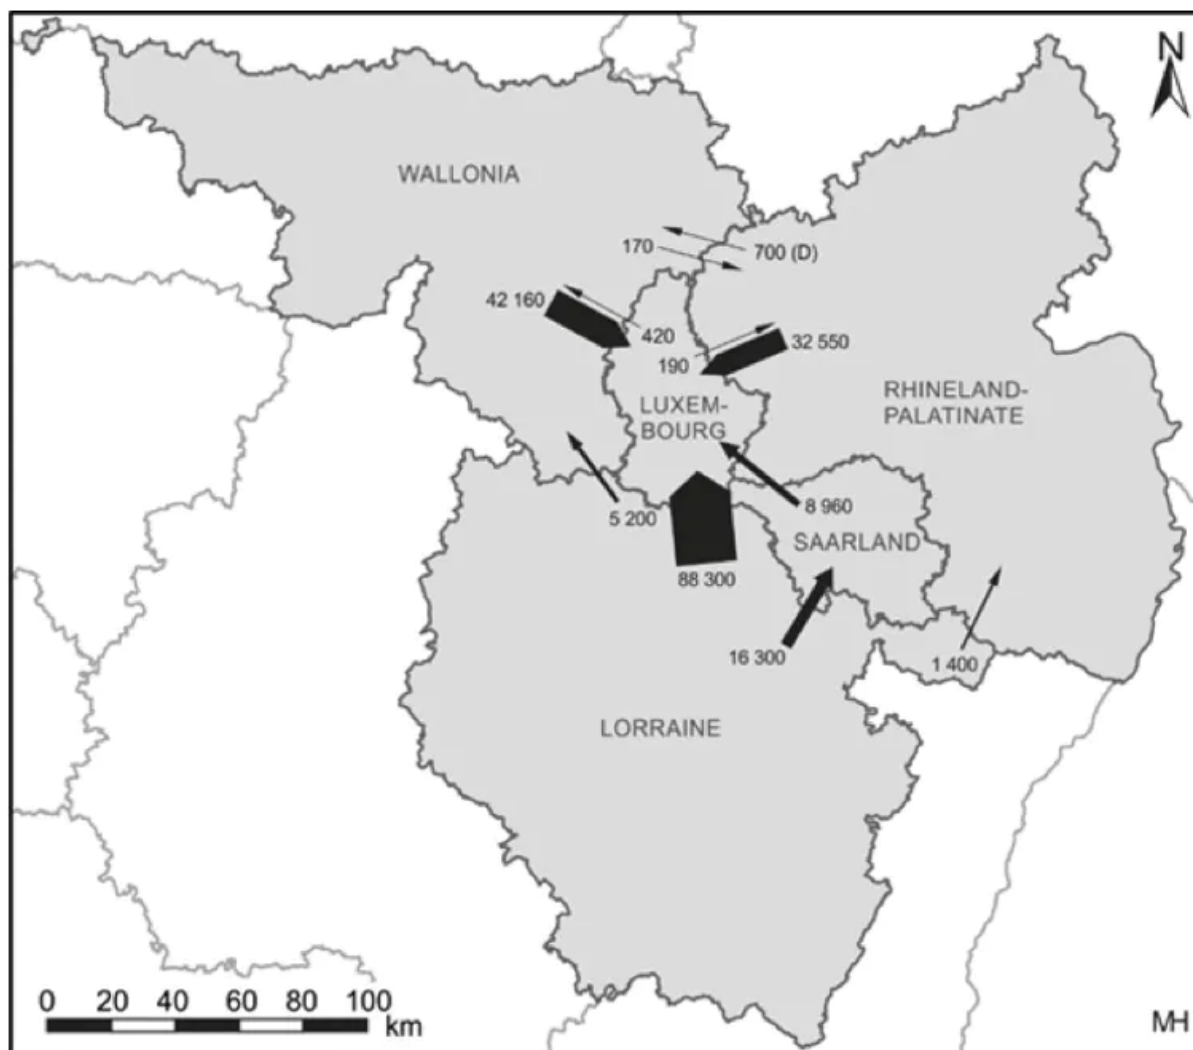 N
WALLONIA
170
700 (D)
42 160
420
190
32 550
LUXEM-
BOURG
RHINELAND-
PALATINATE
5 200
8 960
SAARLAND
88 300
16 300
1 400
LORRAINE
0 20 40 60 80 100
km
MH